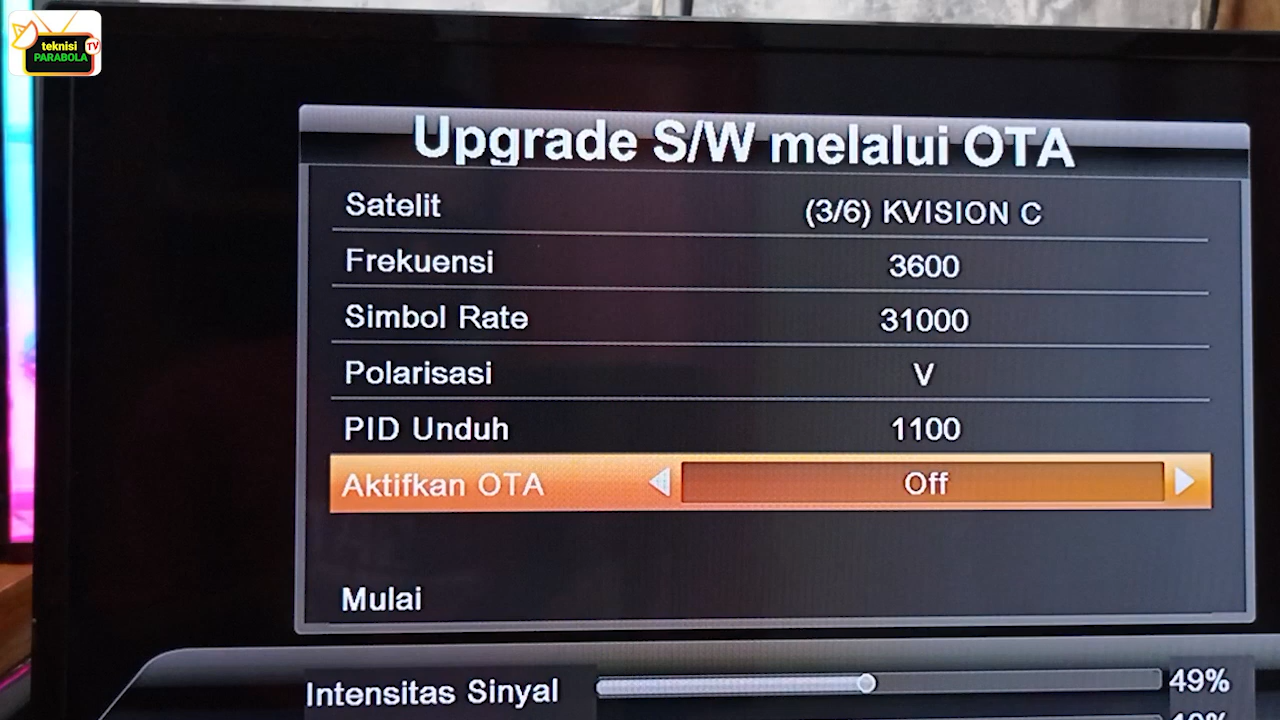 teknisi TV
PARABOLA
Upgrade S/W melalui OTA
Satelit (3/6) KVISION C
Frekuensi 3600
Simbol Rate 31000
Polarisasi V
PID Unduh 1100
Aktifkan OTA Off
Mulai
Intensitas Sinyal 49%